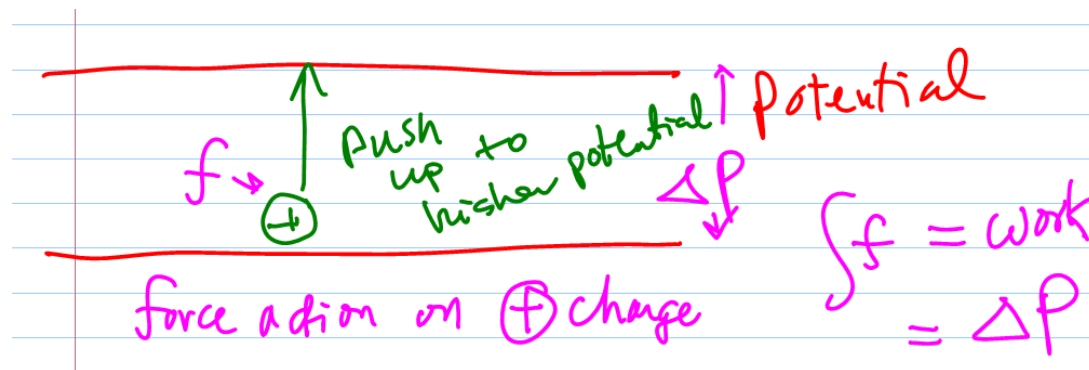 Potential
Push
up to
higher potential
f
ΔP
+
∫f = work
= ΔP
force action on + charge